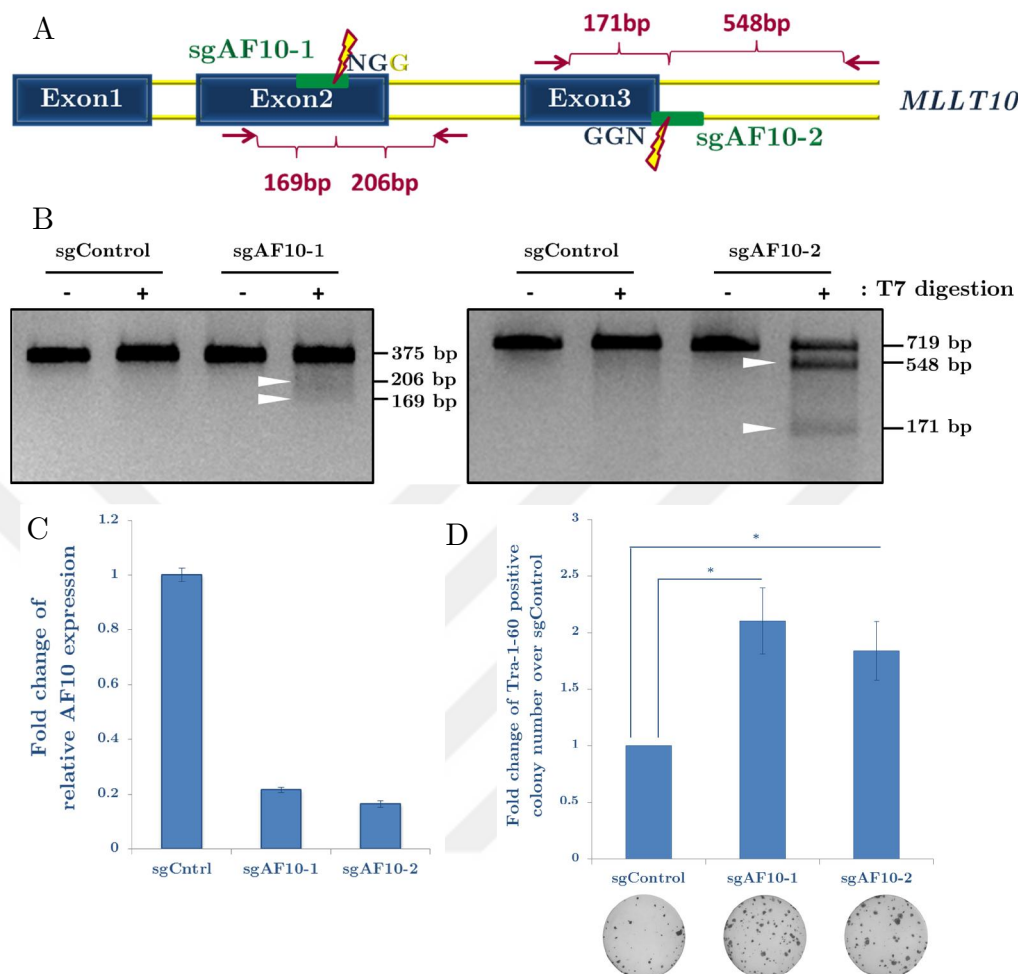 A
171bp 548bp
sgAF10-1
NGG
Exon1 Exon2 Exon3 MLLT10
GGN sgAF10-2
169bp 206bp
B
sgControl sgAF10-1 sgControl sgAF10-2
- + - + - + - + : T7 digestion
375 bp
206 bp
169 bp
719 bp
548 bp
171 bp
C
Fold change of
relative AF10 expression
1.2
1
0.8
0.6
0.4
0.2
0
sgCntrl sgAF10-1 sgAF10-2
D
Fold change of Tra-1-60 positive
colony number over sgControl
3
2.5
2
1.5
1
0.5
0
*
*
sgControl sgAF10-1 sgAF10-2